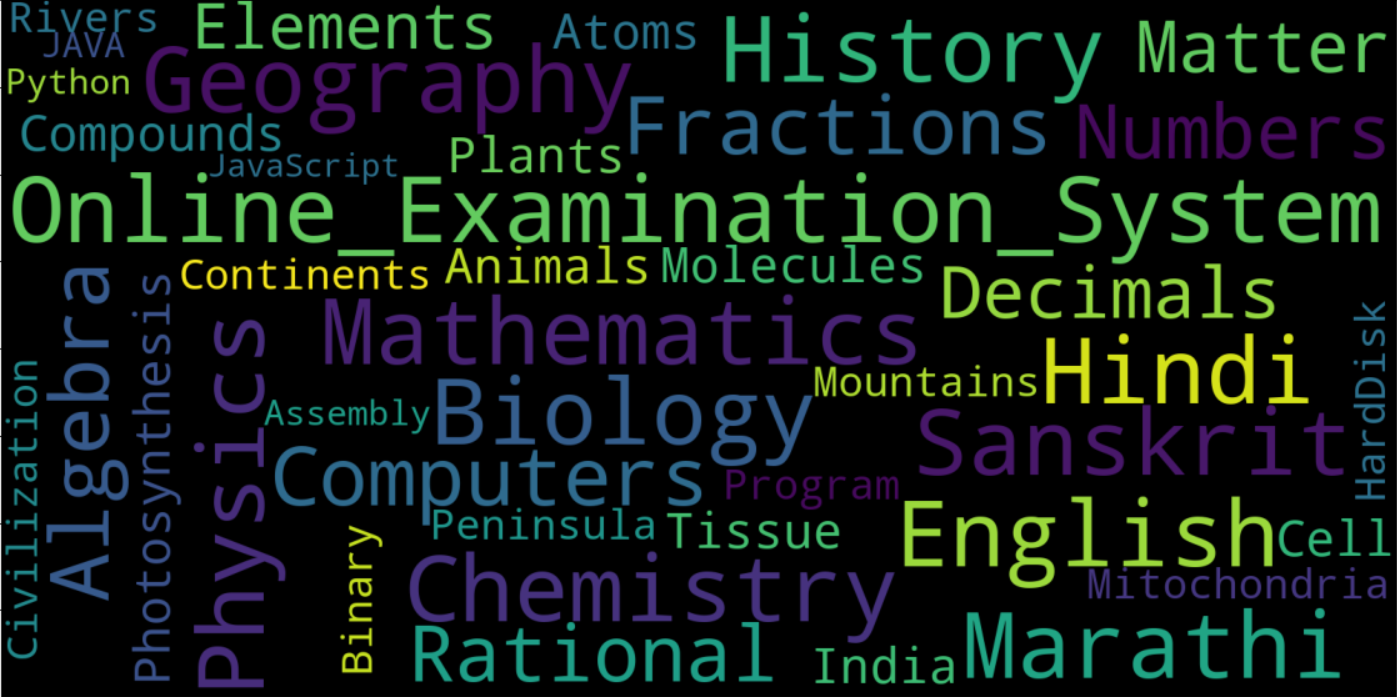 Rivers
Elements
Atoms
History
Matter
JAVA
Python
Geography
Fractions
Numbers
Compounds
JavaScript
Plants
Online_Examination_System
Continents
Animals
Molecules
Decimals
Algebra
Photosynthesis
Physics
Mathematics
Mountains
Hindi
HardDisk
Civilization
Assembly
Biology
Sanskrit
Computers
Program
Peninsula
Tissue
English
Cell
Binary
Chemistry
Mitochondria
Rational
India
Marathi